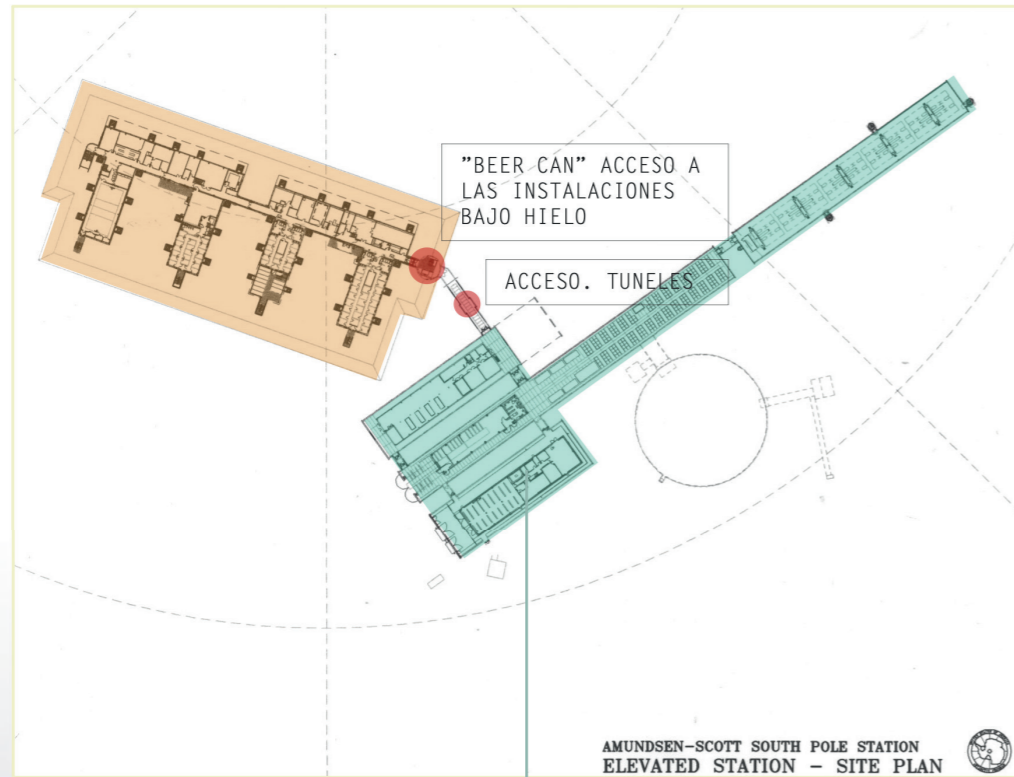 "BEER CAN" ACCESO A
LAS INSTALACIONES
BAJO HIELO
ACCESO. TUNELES
AMUNDSEN-SCOTT SOUTH POLE STATION
ELEVATED STATION - SITE PLAN